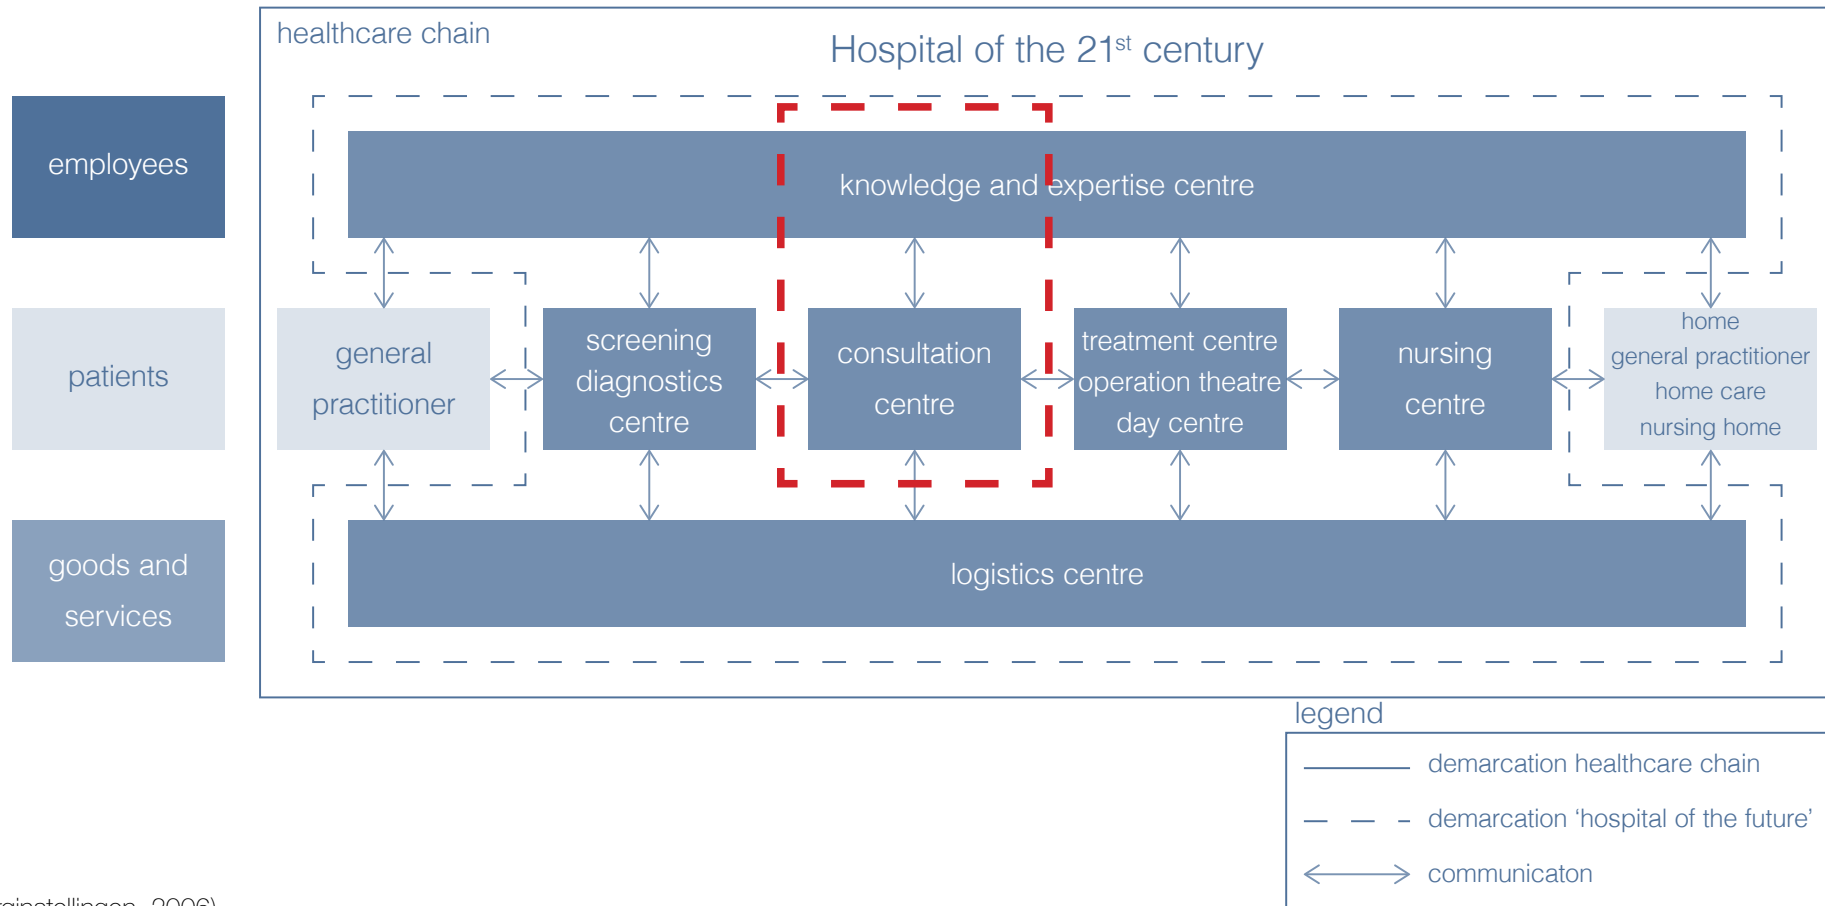 healthcare chain
Hospital of the 21st century
employees
knowledge and expertise centre
patients
general
practitioner
screening
diagnostics
centre
consultation
centre
treatment centre
operation theatre
day centre
nursing
centre
home
general practitioner
home care
nursing home
goods and
services
logistics centre
legend
demarcation healthcare chain
demarcation ‘hospital of the future’
communicaton
2006)